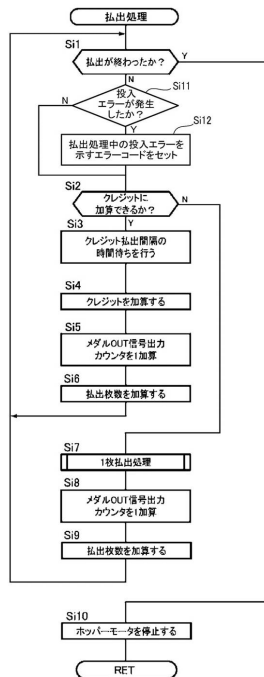 払出処理
Si1
払出が終わったか？
Y
N
Si11
投入
エラーが発生
したか？
N
Y
Si12
払出処理中の投入エラーを
示すエラーコードをセット
Si2
クレジットに
加算できるか？
N
Y
Si3
クレジット払出間隔の
時間待ちを行う
Si4
クレジットを加算する
Si5
メダルOUT信号出力
カウンタを1加算
Si6
払出枚数を加算する
Si7
1枚払出処理
Si8
メダルOUT信号出力
カウンタを1加算
Si9
払出枚数を加算する
Si10
ホッパーモータを停止する
RET